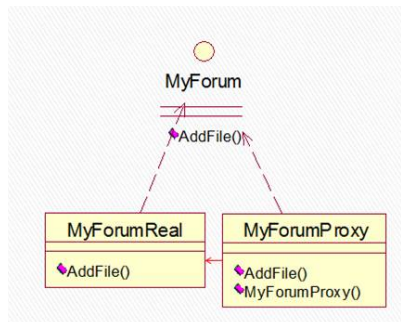 MyForum
AddFile()
MyForumReal
AddFile()
MyForumProxy
AddFile()
MyForumProxy()